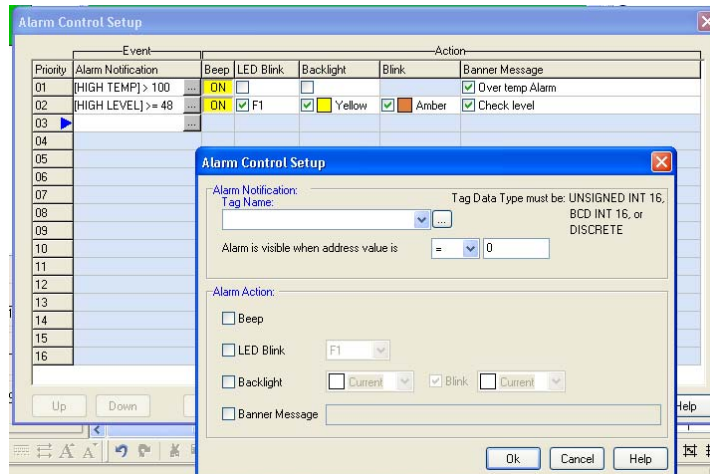 Alarm Control Setup
Event Action
Priority Alarm Notification Beep LED Blink Backlight Blink Banner Message
01 [HIGH TEMP] > 100 ... ON Over temp Alarm
02 [HIGH LEVEL] >= 48 ... ON F1 Yellow Amber Check level
03 ...
04
05
06
07
08
09
10
11
12
13
14
15
16
Up Down Help
Alarm Control Setup
Alarm Notification:
Tag Name: Tag Data Type must be: UNSIGNED INT 16,
... BCD INT 16, or
DISCRETE
Alarm is visible when address value is = 0
Alarm Action:
Beep
LED Blink F1
Backlight Current Blink Current
Banner Message
Ok Cancel Help